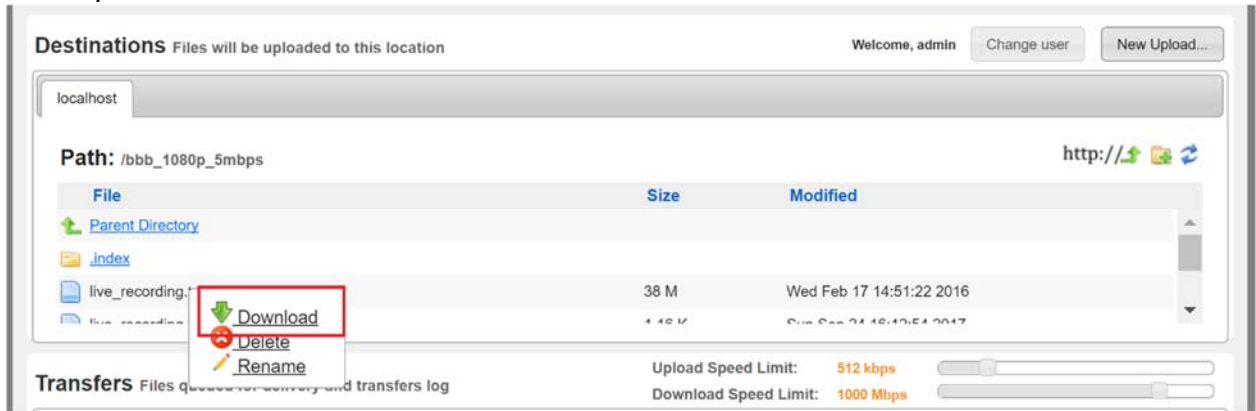 Destinations Files will be uploaded to this location
Welcome, admin Change user New Upload...
localhost
Path: /bbb_1080p_5mbps
http://
File Size Modified
Parent Directory
.index
live_recording. 38 M Wed Feb 17 14:51:22 2016
Download
Delete
Rename
Transfers Files and transfers log
Upload Speed Limit: 512 kbps
Download Speed Limit: 1000 Mbps